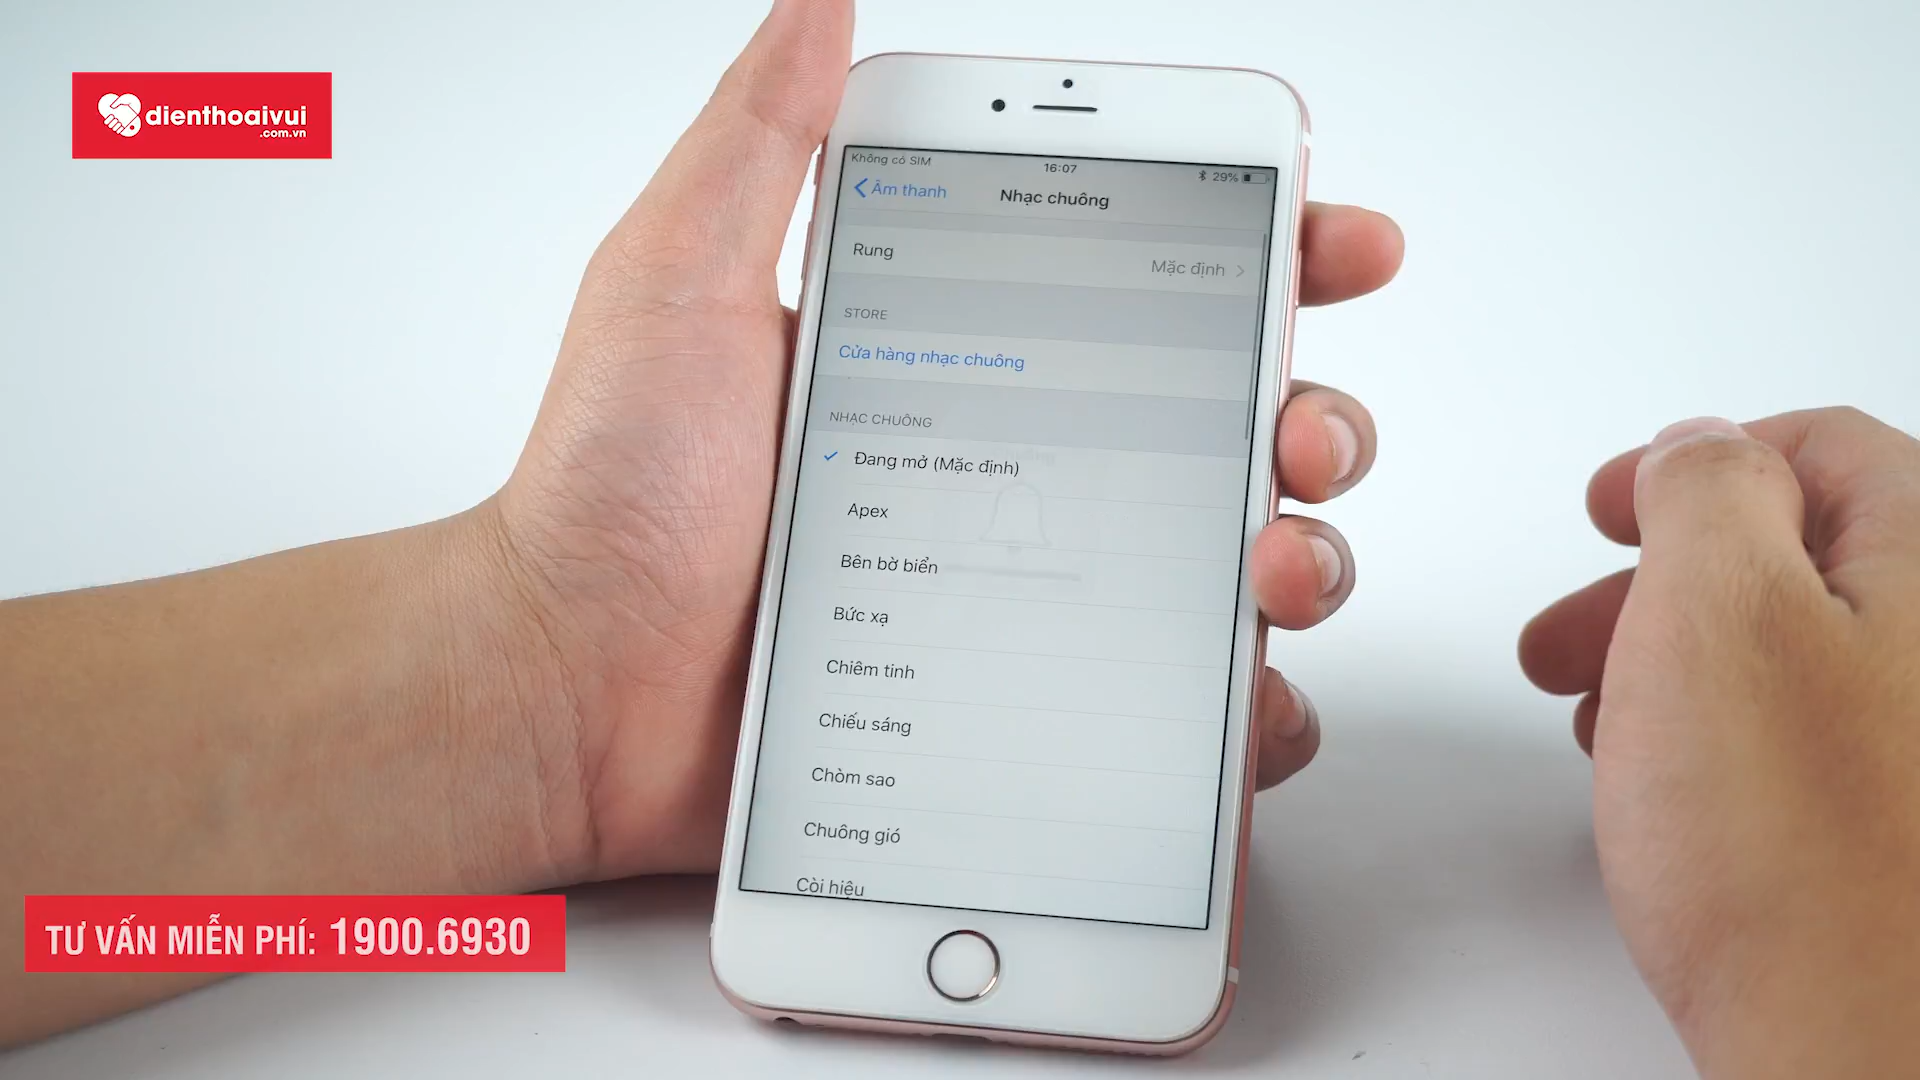 dienthoaivui
.com.vn
Không có SIM
16:07
29%
Âm thanh
Nhạc chuông
Rung
Mặc định
STORE
Cửa hàng nhạc chuông
NHẠC CHUÔNG
Đang mở (Mặc định)
Apex
Bên bờ biển
Bức xạ
Chiêm tinh
Chiếu sáng
Chòm sao
Chuông gió
Còi hiệu
TƯ VẤN MIỄN PHÍ: 1900.6930